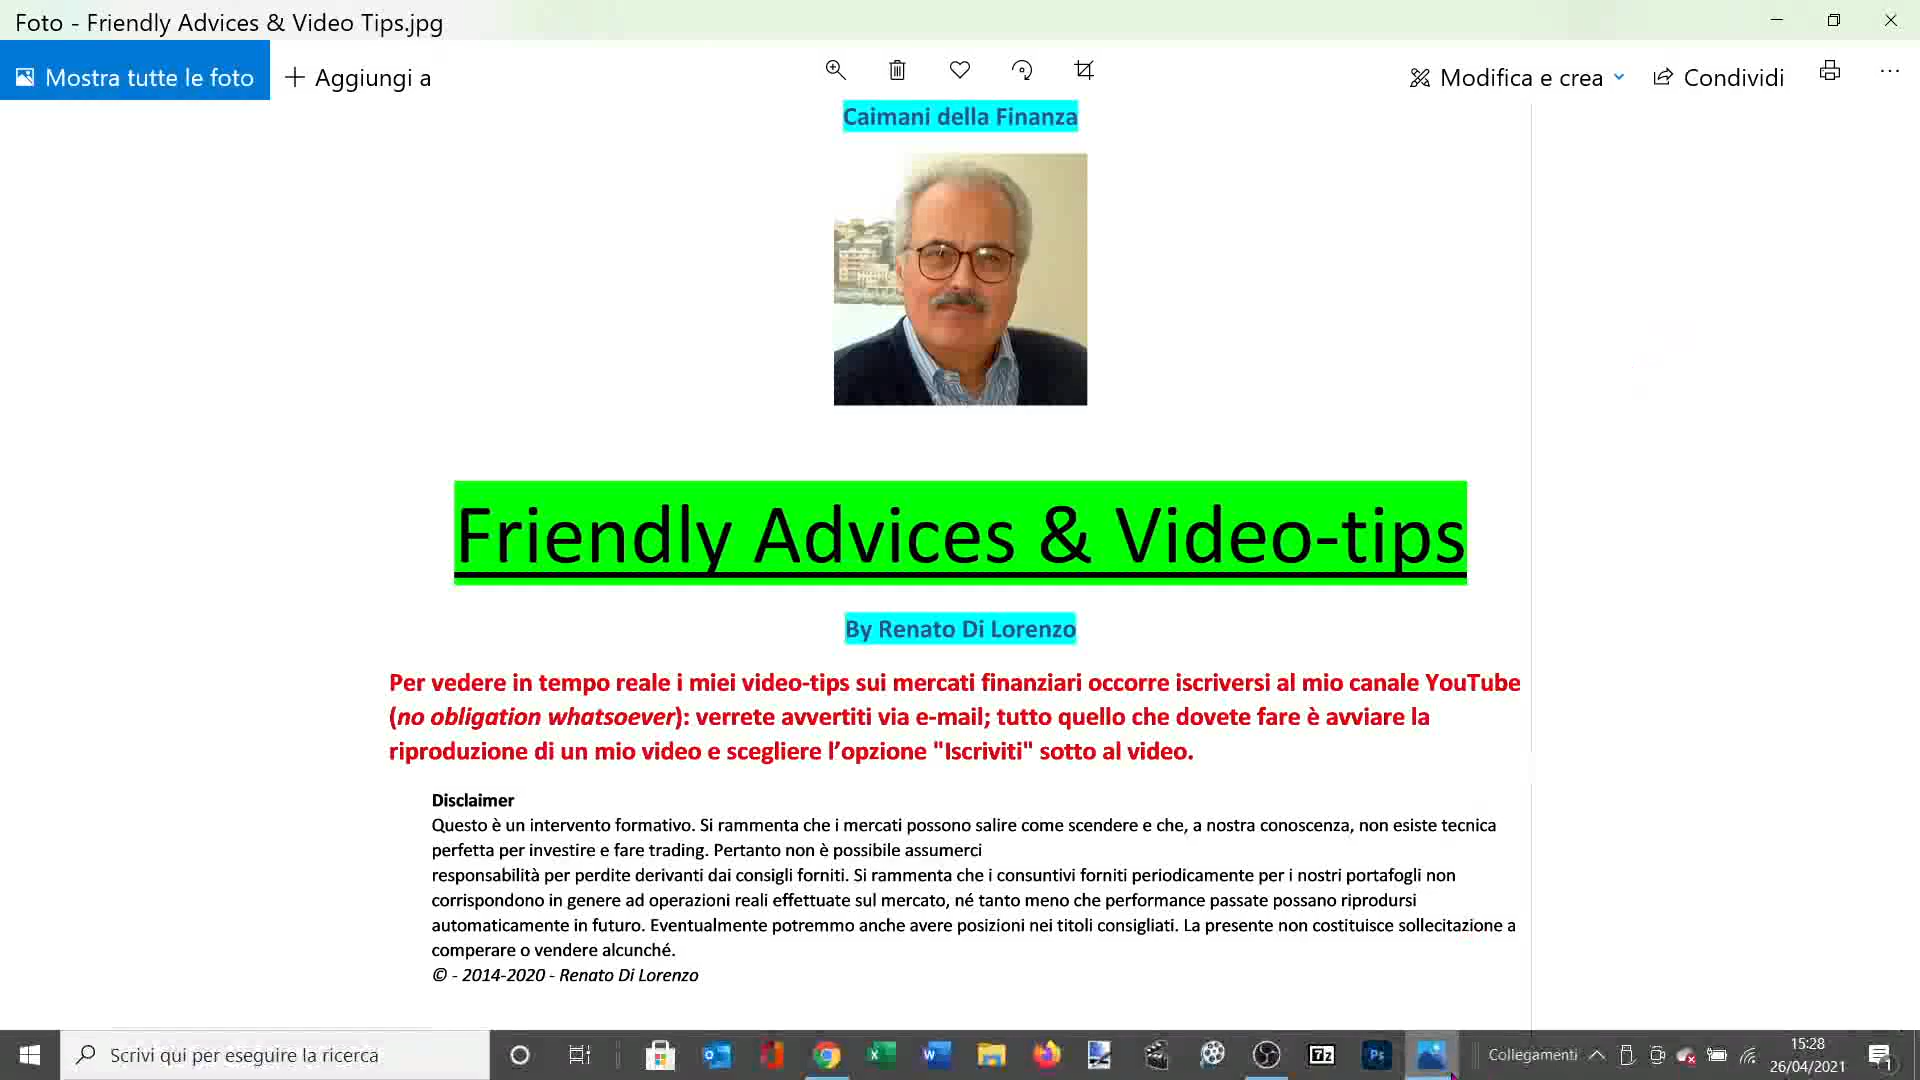 Foto - Friendly Advices & Video Tips.jpg
Mostra tutte le foto
Aggiungi a
Modifica e crea
Condividi
Caimani della Finanza
Friendly Advices & Video-tips
By Renato Di Lorenzo
Per vedere in tempo reale i miei video-tips sui mercati finanziari occorre iscriversi al mio canale YouTube
(no obligation whatsoever): verrete avvertiti via e-mail; tutto quello che dovete fare è avviare la
riproduzione di un mio video e scegliere l’opzione "Iscriviti" sotto al video.
Disclaimer
Questo è un intervento formativo. Si rammenta che i mercati possono salire come scendere e che, a nostra conoscenza, non esiste tecnica
perfetta per investire e fare trading. Pertanto non è possibile assumerci
responsabilità per perdite derivanti dai consigli forniti. Si rammenta che i consuntivi forniti periodicamente per i nostri portafogli non
corrispondono in genere ad operazioni reali effettuate sul mercato, né tanto meno che performance passate possano riprodursi
automaticamente in futuro. Eventualmente potremmo anche avere posizioni nei titoli consigliati. La presente non costituisce sollecitazione a
comperare o vendere alcunché.
© - 2014-2020 - Renato Di Lorenzo
Scrivi qui per eseguire la ricerca
Tz
Ps
Collegamenti
15:28
26/04/2021
1